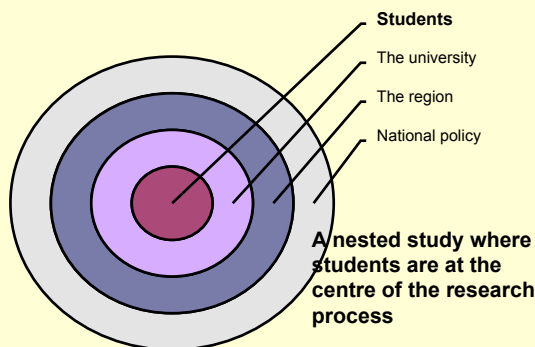 Students
The university
The region
National policy
A nested study where
students are at the
centre of the research
process